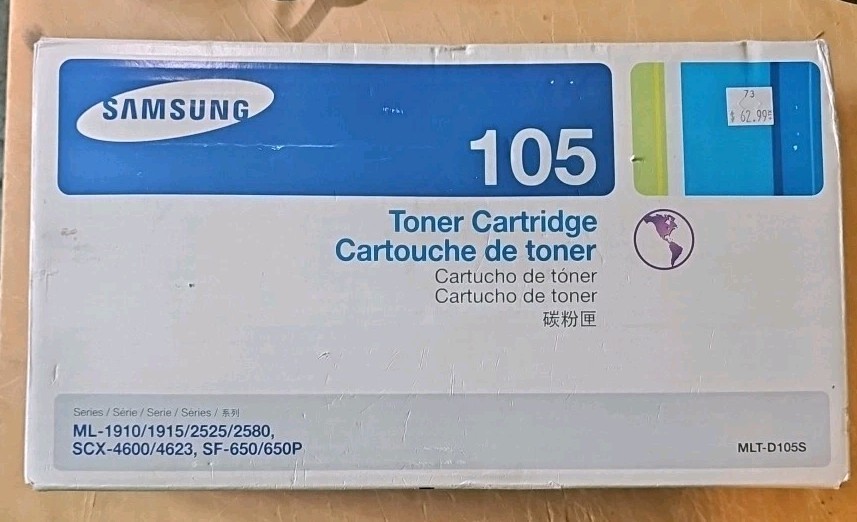 SAMSUNG
105
73
$ 62.99
Toner Cartridge
Cartouche de toner
Cartucho de tóner
Cartucho de toner
碳粉匣
Series / Série / Serie / Séries / 系列
ML-1910/1915/2525/2580,
SCX-4600/4623, SF-650/650P
MLT-D105S